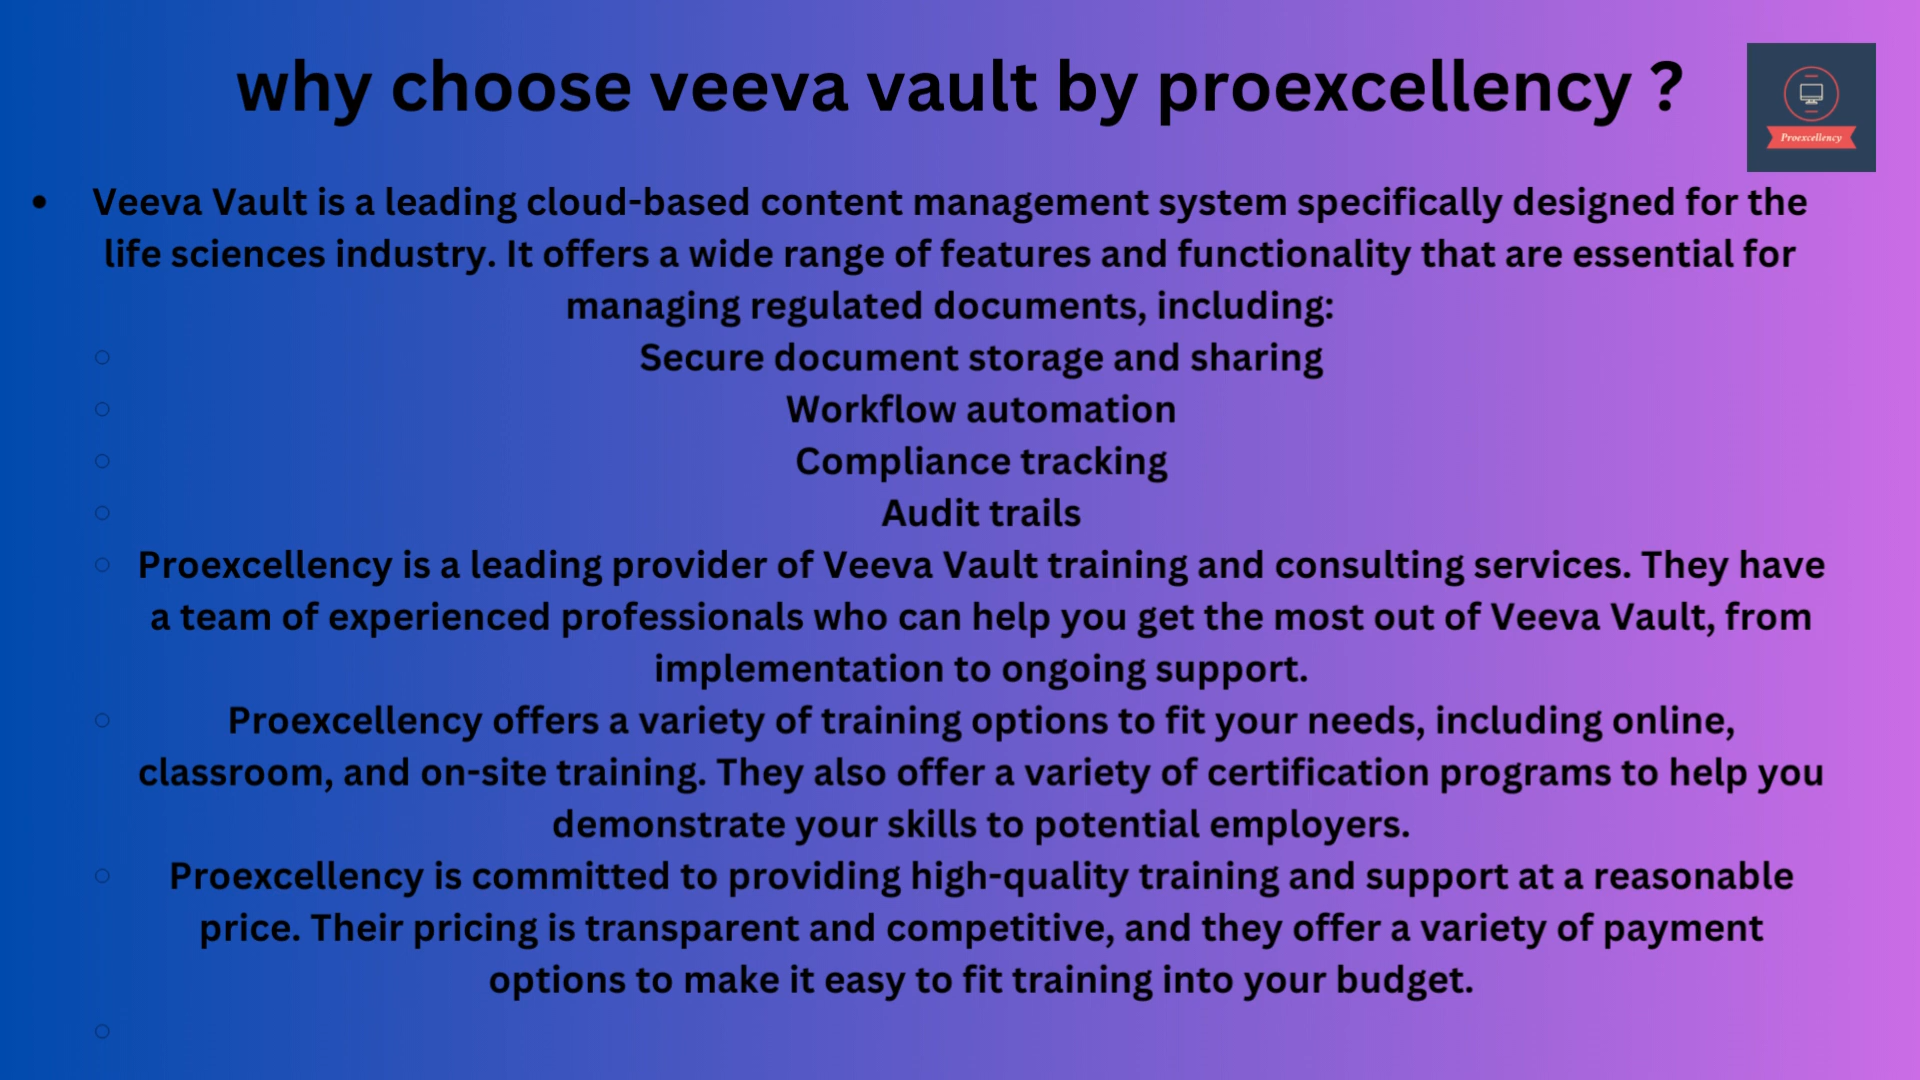 why choose veeva vault by proexcellency ?
Proexcellency
• Veeva Vault is a leading cloud-based content management system specifically designed for the
life sciences industry. It offers a wide range of features and functionality that are essential for
managing regulated documents, including:
○ Secure document storage and sharing
○ Workflow automation
○ Compliance tracking
○ Audit trails
○ Proexcellency is a leading provider of Veeva Vault training and consulting services. They have
a team of experienced professionals who can help you get the most out of Veeva Vault, from
implementation to ongoing support.
○ Proexcellency offers a variety of training options to fit your needs, including online,
classroom, and on-site training. They also offer a variety of certification programs to help you
demonstrate your skills to potential employers.
○ Proexcellency is committed to providing high-quality training and support at a reasonable
price. Their pricing is transparent and competitive, and they offer a variety of payment
options to make it easy to fit training into your budget.
○